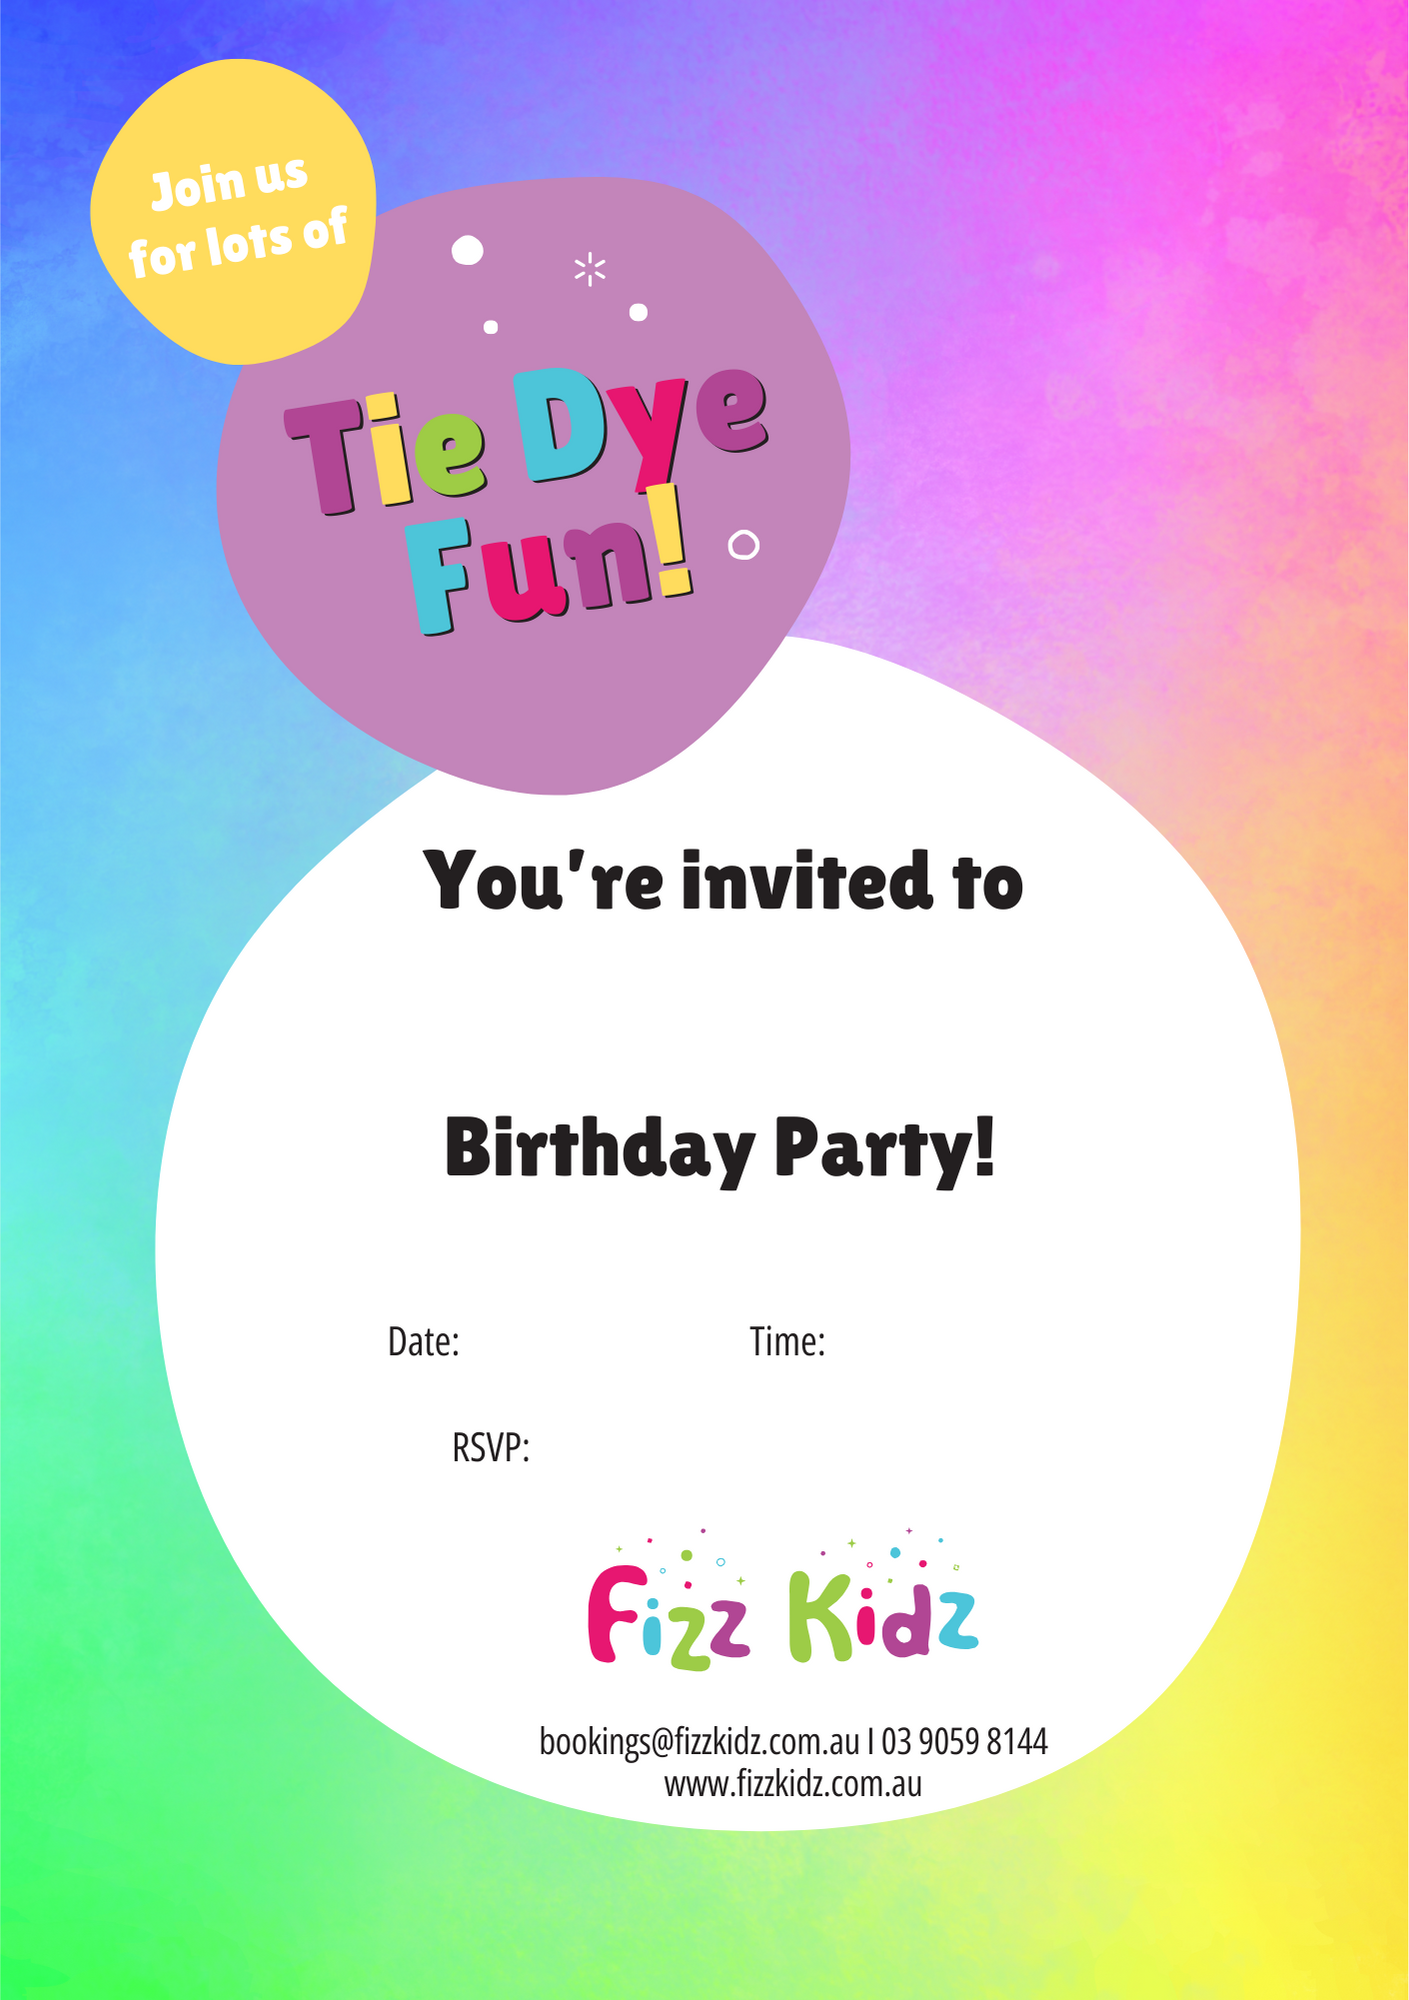 Join us
for lots of
Tie Dye
Fun!
You're invited to
Birthday Party!
Date: Time:
RSVP:
Fizz Kidz
bookings@fizzkidz.com.au I 03 9059 8144
www.fizzkidz.com.au